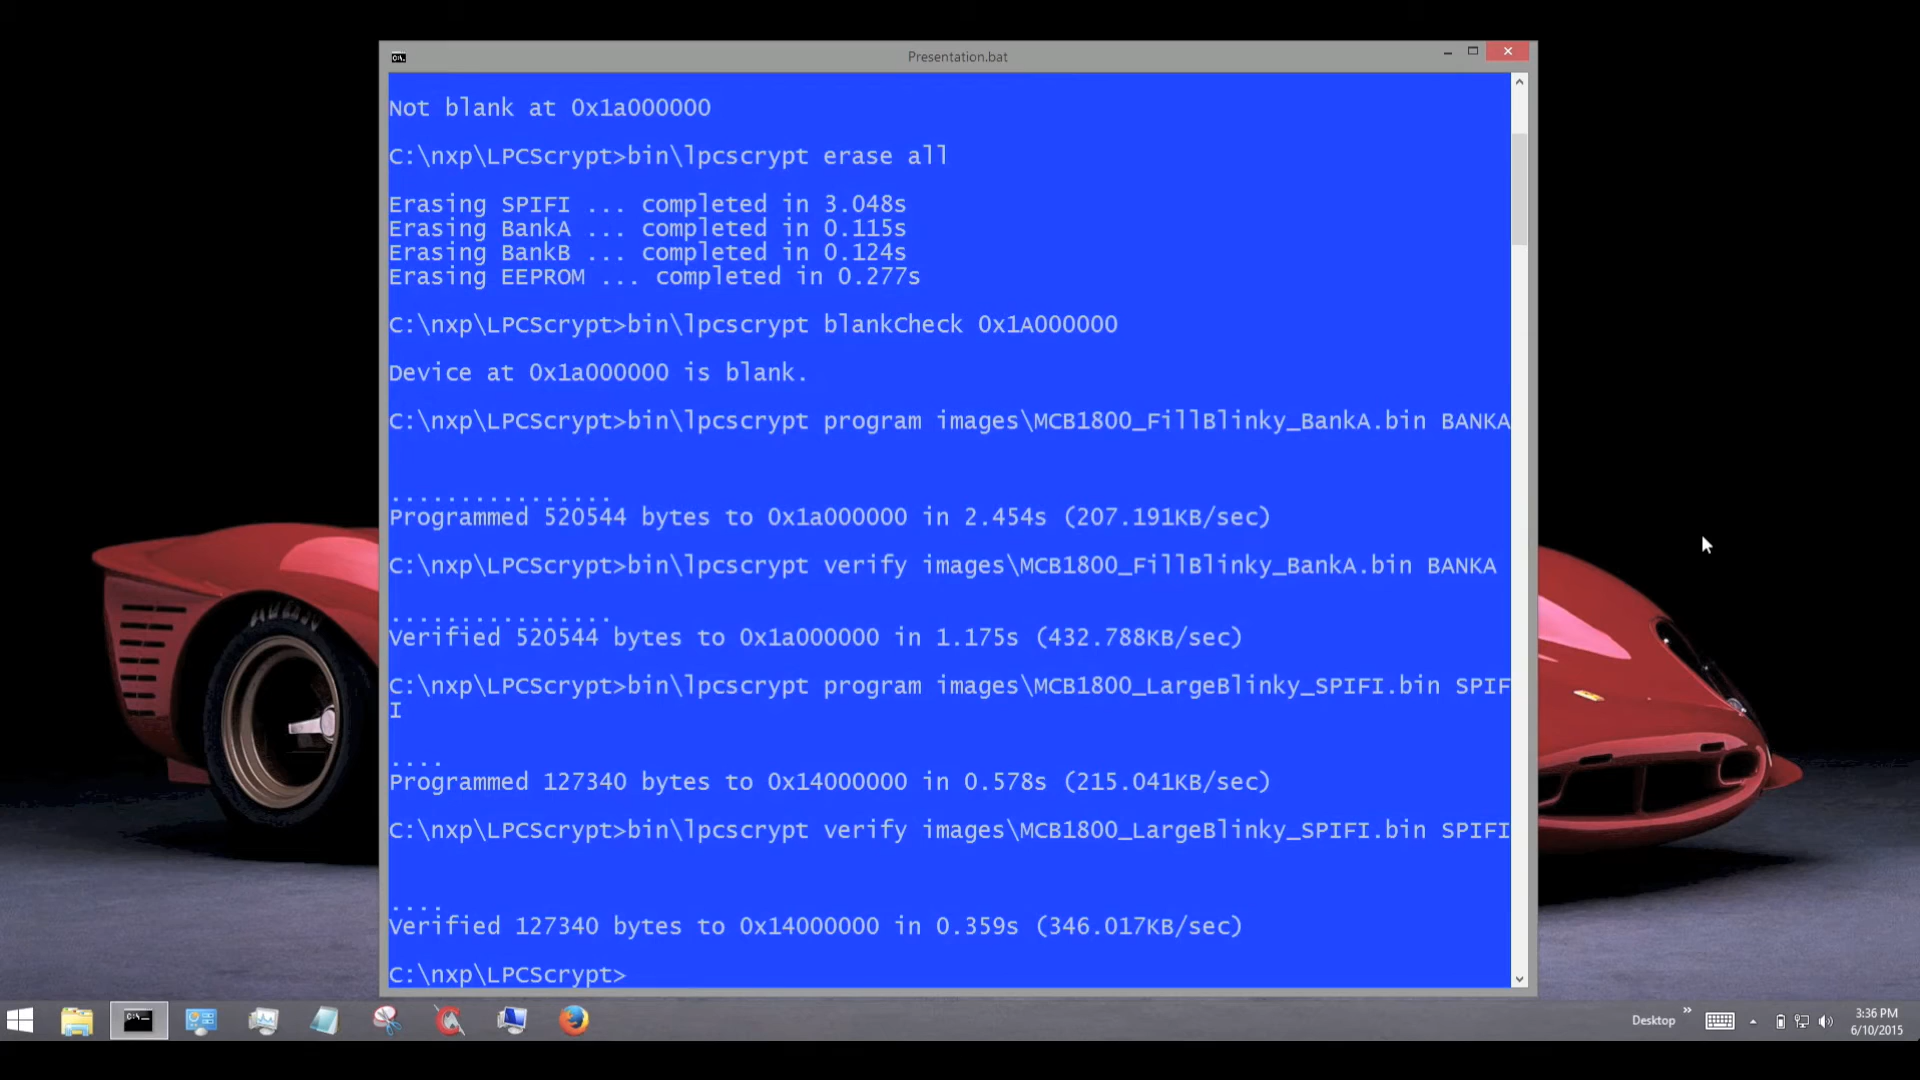 Presentation.bat
Not blank at 0x1a000000
C:\nxp\LPCScrypt>bin\lpcscrypt erase all
Erasing SPIFI ... completed in 3.048s
Erasing BankA ... completed in 0.115s
Erasing BankB ... completed in 0.124s
Erasing EEPROM ... completed in 0.277s
C:\nxp\LPCScrypt>bin\lpcscrypt blankCheck 0x1A000000
Device at 0x1a000000 is blank.
C:\nxp\LPCScrypt>bin\lpcscrypt program images\MCB1800_FillBlinky_BankA.bin BANKA
................
Programmed 520544 bytes to 0x1a000000 in 2.454s (207.191KB/sec)
C:\nxp\LPCScrypt>bin\lpcscrypt verify images\MCB1800_FillBlinky_BankA.bin BANKA
................
Verified 520544 bytes to 0x1a000000 in 1.175s (432.788KB/sec)
C:\nxp\LPCScrypt>bin\lpcscrypt program images\MCB1800_LargeBlinky_SPIFI.bin SPIF
I
....
Programmed 127340 bytes to 0x14000000 in 0.578s (215.041KB/sec)
C:\nxp\LPCScrypt>bin\lpcscrypt verify images\MCB1800_LargeBlinky_SPIFI.bin SPIFI
....
Verified 127340 bytes to 0x14000000 in 0.359s (346.017KB/sec)
C:\nxp\LPCScrypt>
Desktop
3:36 PM
6/10/2015